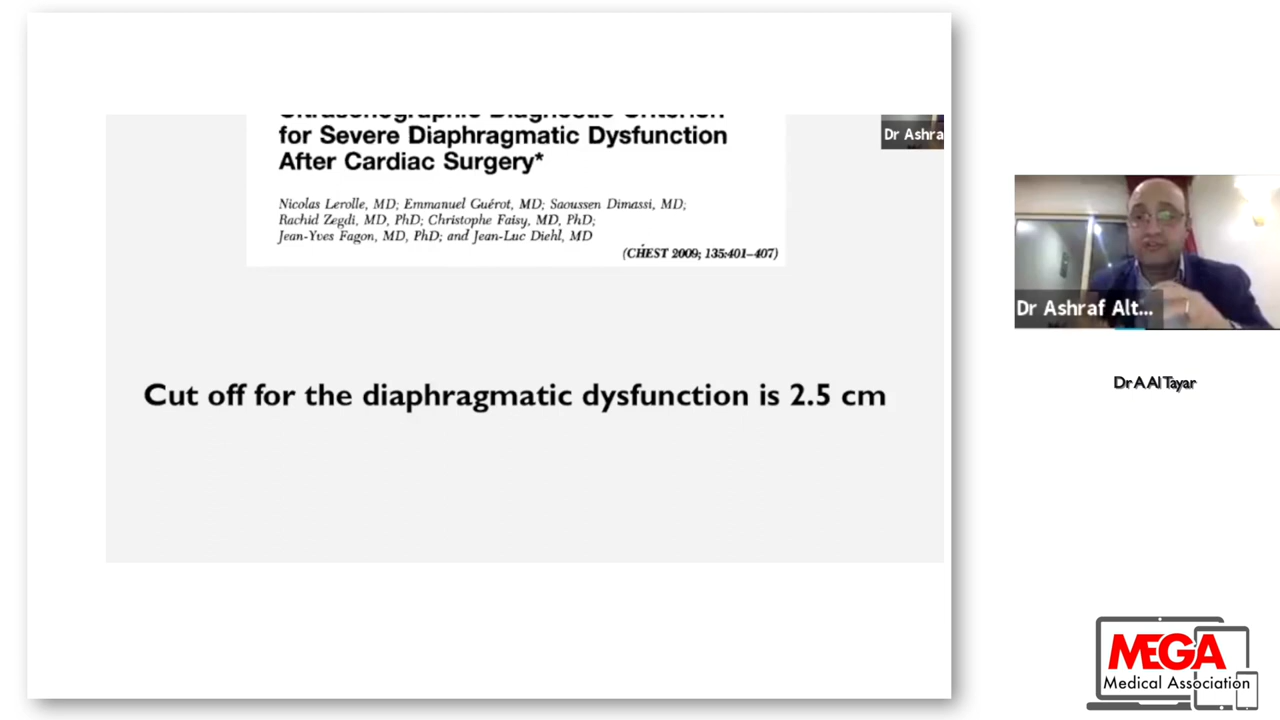 Ultrasonographic Diagnostic Criterion
for Severe Diaphragmatic Dysfunction
After Cardiac Surgery*
Nicolas Lerolle, MD; Emmanuel Guérot, MD; Saoussen Dimassi, MD;
Rachid Zegdi, MD, PhD; Christophe Faisy, MD, PhD;
Jean-Yves Fagon, MD, PhD; and Jean-Luc Diehl, MD
(CHEST 2009; 135:401–407)
Cut off for the diaphragmatic dysfunction is 2.5 cm
Dr Ashra
Dr Ashraf Alt...
Dr A Al Tayar
MEGA
Medical Association